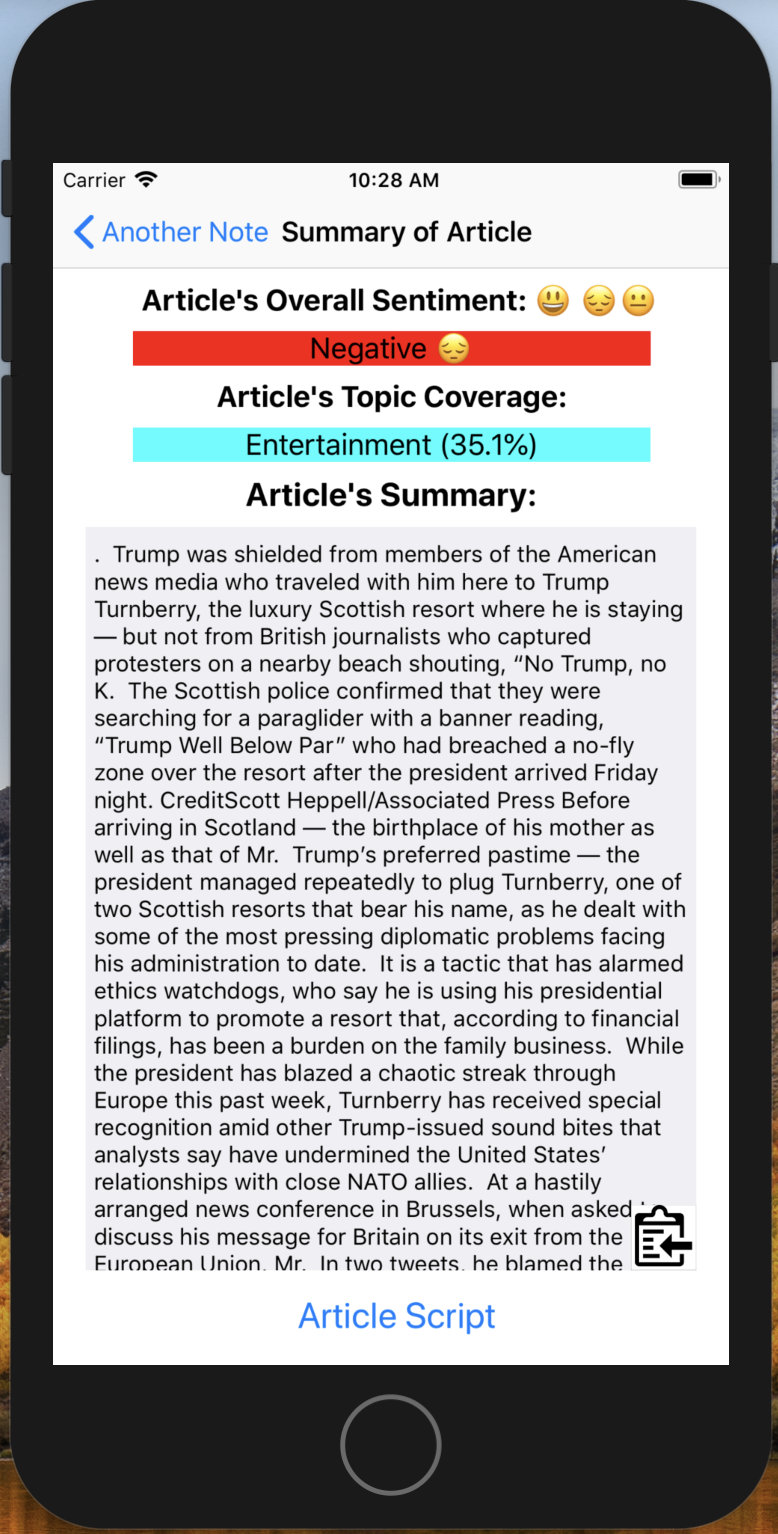 Carrier 10:28 AM
Another Note Summary of Article
Article's Overall Sentiment: 😃 😔 😐
Negative 😔
Article's Topic Coverage:
Entertainment (35.1%)
Article's Summary:
.  Trump was shielded from members of the American
news media who traveled with him here to Trump
Turnberry, the luxury Scottish resort where he is staying
— but not from British journalists who captured
protesters on a nearby beach shouting, “No Trump, no
K.  The Scottish police confirmed that they were
searching for a paraglider with a banner reading,
“Trump Well Below Par” who had breached a no-fly
zone over the resort after the president arrived Friday
night. CreditScott Heppell/Associated Press Before
arriving in Scotland — the birthplace of his mother as
well as that of Mr.  Trump’s preferred pastime — the
president managed repeatedly to plug Turnberry, one of
two Scottish resorts that bear his name, as he dealt with
some of the most pressing diplomatic problems facing
his administration to date.  It is a tactic that has alarmed
ethics watchdogs, who say he is using his presidential
platform to promote a resort that, according to financial
filings, has been a burden on the family business.  While
the president has blazed a chaotic streak through
Europe this past week, Turnberry has received special
recognition amid other Trump-issued sound bites that
analysts say have undermined the United States’
relationships with close NATO allies.  At a hastily
arranged news conference in Brussels, when asked
discuss his message for Britain on its exit from the
European Union, Mr.  In two tweets, he blamed the
Article Script